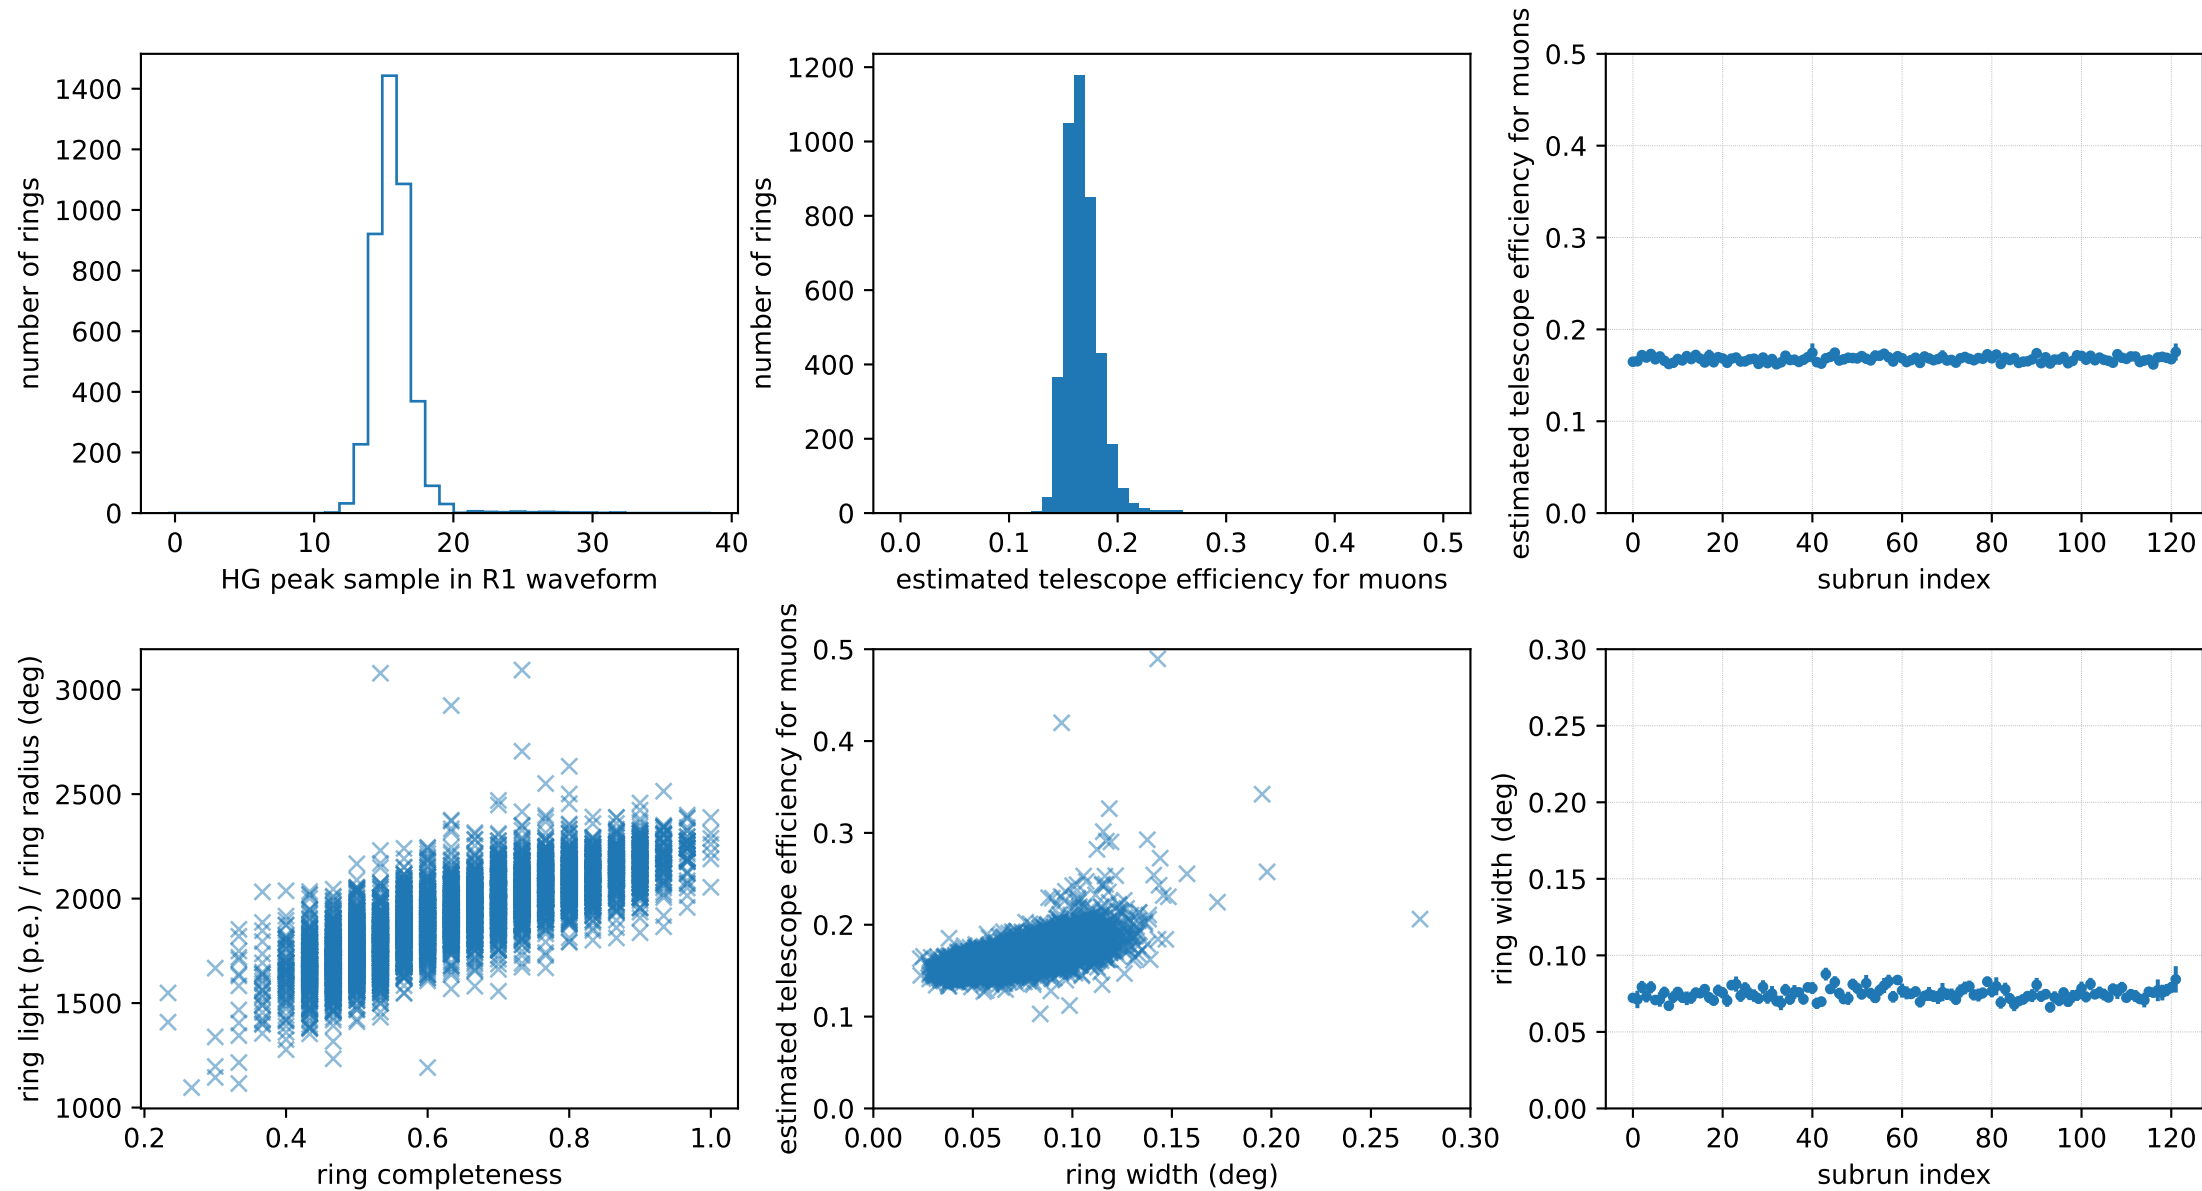 number of rings
1400
1200
1000
800
600
400
200
0
0 10 20 30 40
HG peak sample in R1 waveform
number of rings
1200
1000
800
600
400
200
0
0.0 0.1 0.2 0.3 0.4 0.5
estimated telescope efficiency for muons
estimated telescope efficiency for muons
0.5
0.4
0.3
0.2
0.1
0.0
0 20 40 60 80 100 120
subrun index
ring light (p.e.) / ring radius (deg)
3000
2500
2000
1500
1000
0.2 0.4 0.6 0.8 1.0
ring completeness
estimated telescope efficiency for muons
0.5
0.4
0.3
0.2
0.1
0.0
0.00 0.05 0.10 0.15 0.20 0.25 0.30
ring width (deg)
ring width (deg)
0.30
0.25
0.20
0.15
0.10
0.05
0.00
0 20 40 60 80 100 120
subrun index